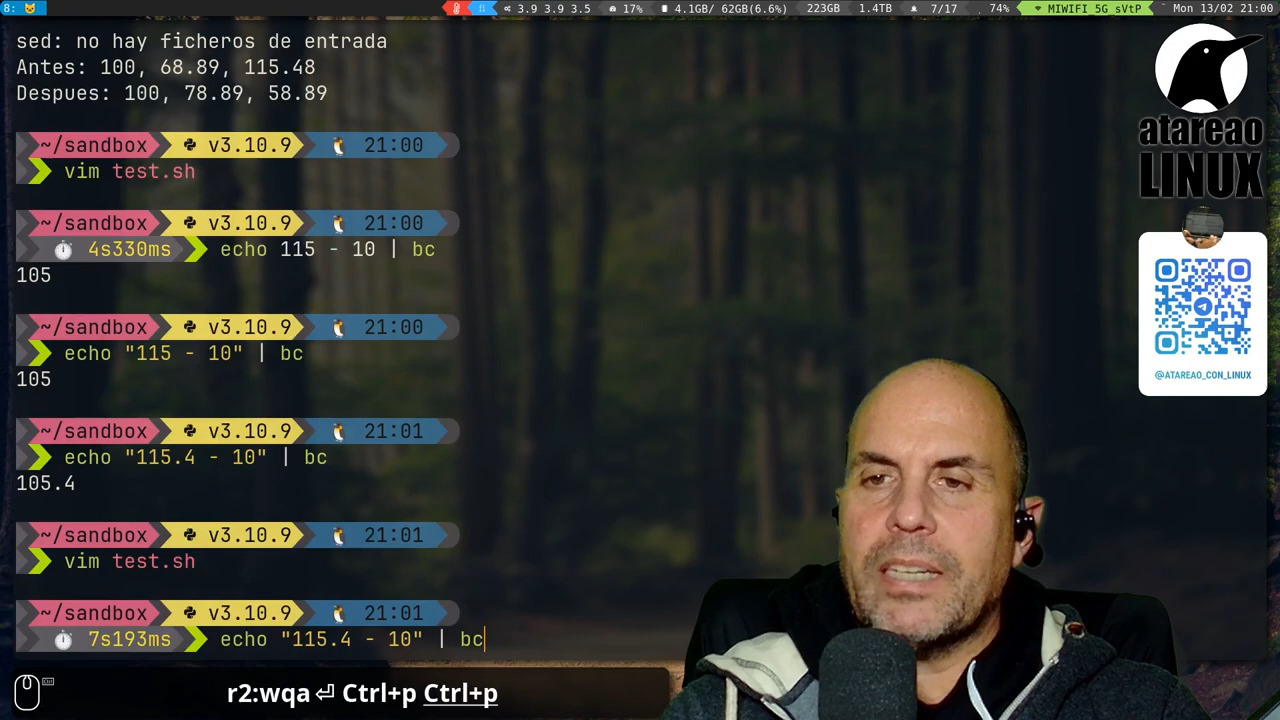 8:
3.9 3.9 3.5 17% 4.1GB/ 62GB(6.6%) 223GB 1.4TB 7/17 74% MIWIFI_5G_sVtP Mon 13/02 21:00
sed: no hay ficheros de entrada
Antes: 100, 68.89, 115.48
Despues: 100, 78.89, 58.89
~/sandbox v3.10.9 21:00
vim test.sh
~/sandbox v3.10.9 21:00
4s330ms echo 115 - 10 | bc
105
~/sandbox v3.10.9 21:00
echo "115 - 10" | bc
105
~/sandbox v3.10.9 21:01
echo "115.4 - 10" | bc
105.4
~/sandbox v3.10.9 21:01
vim test.sh
~/sandbox v3.10.9 21:01
7s193ms echo "115.4 - 10" | bc
r2:wqa⏎ Ctrl+p Ctrl+p
atareao
LINUX
@ATAREAO_CON_LINUX